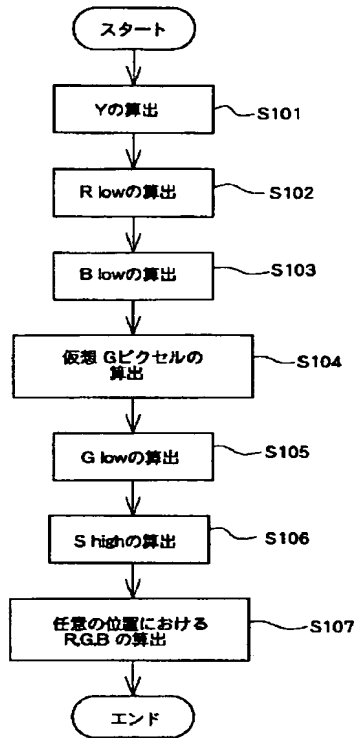 スタート
Yの算出
S101
R lowの算出
S102
B lowの算出
S103
仮想 Gピクセルの
算出
S104
G lowの算出
S105
S highの算出
S106
任意の位置における
R,G,B の算出
S107
エンド